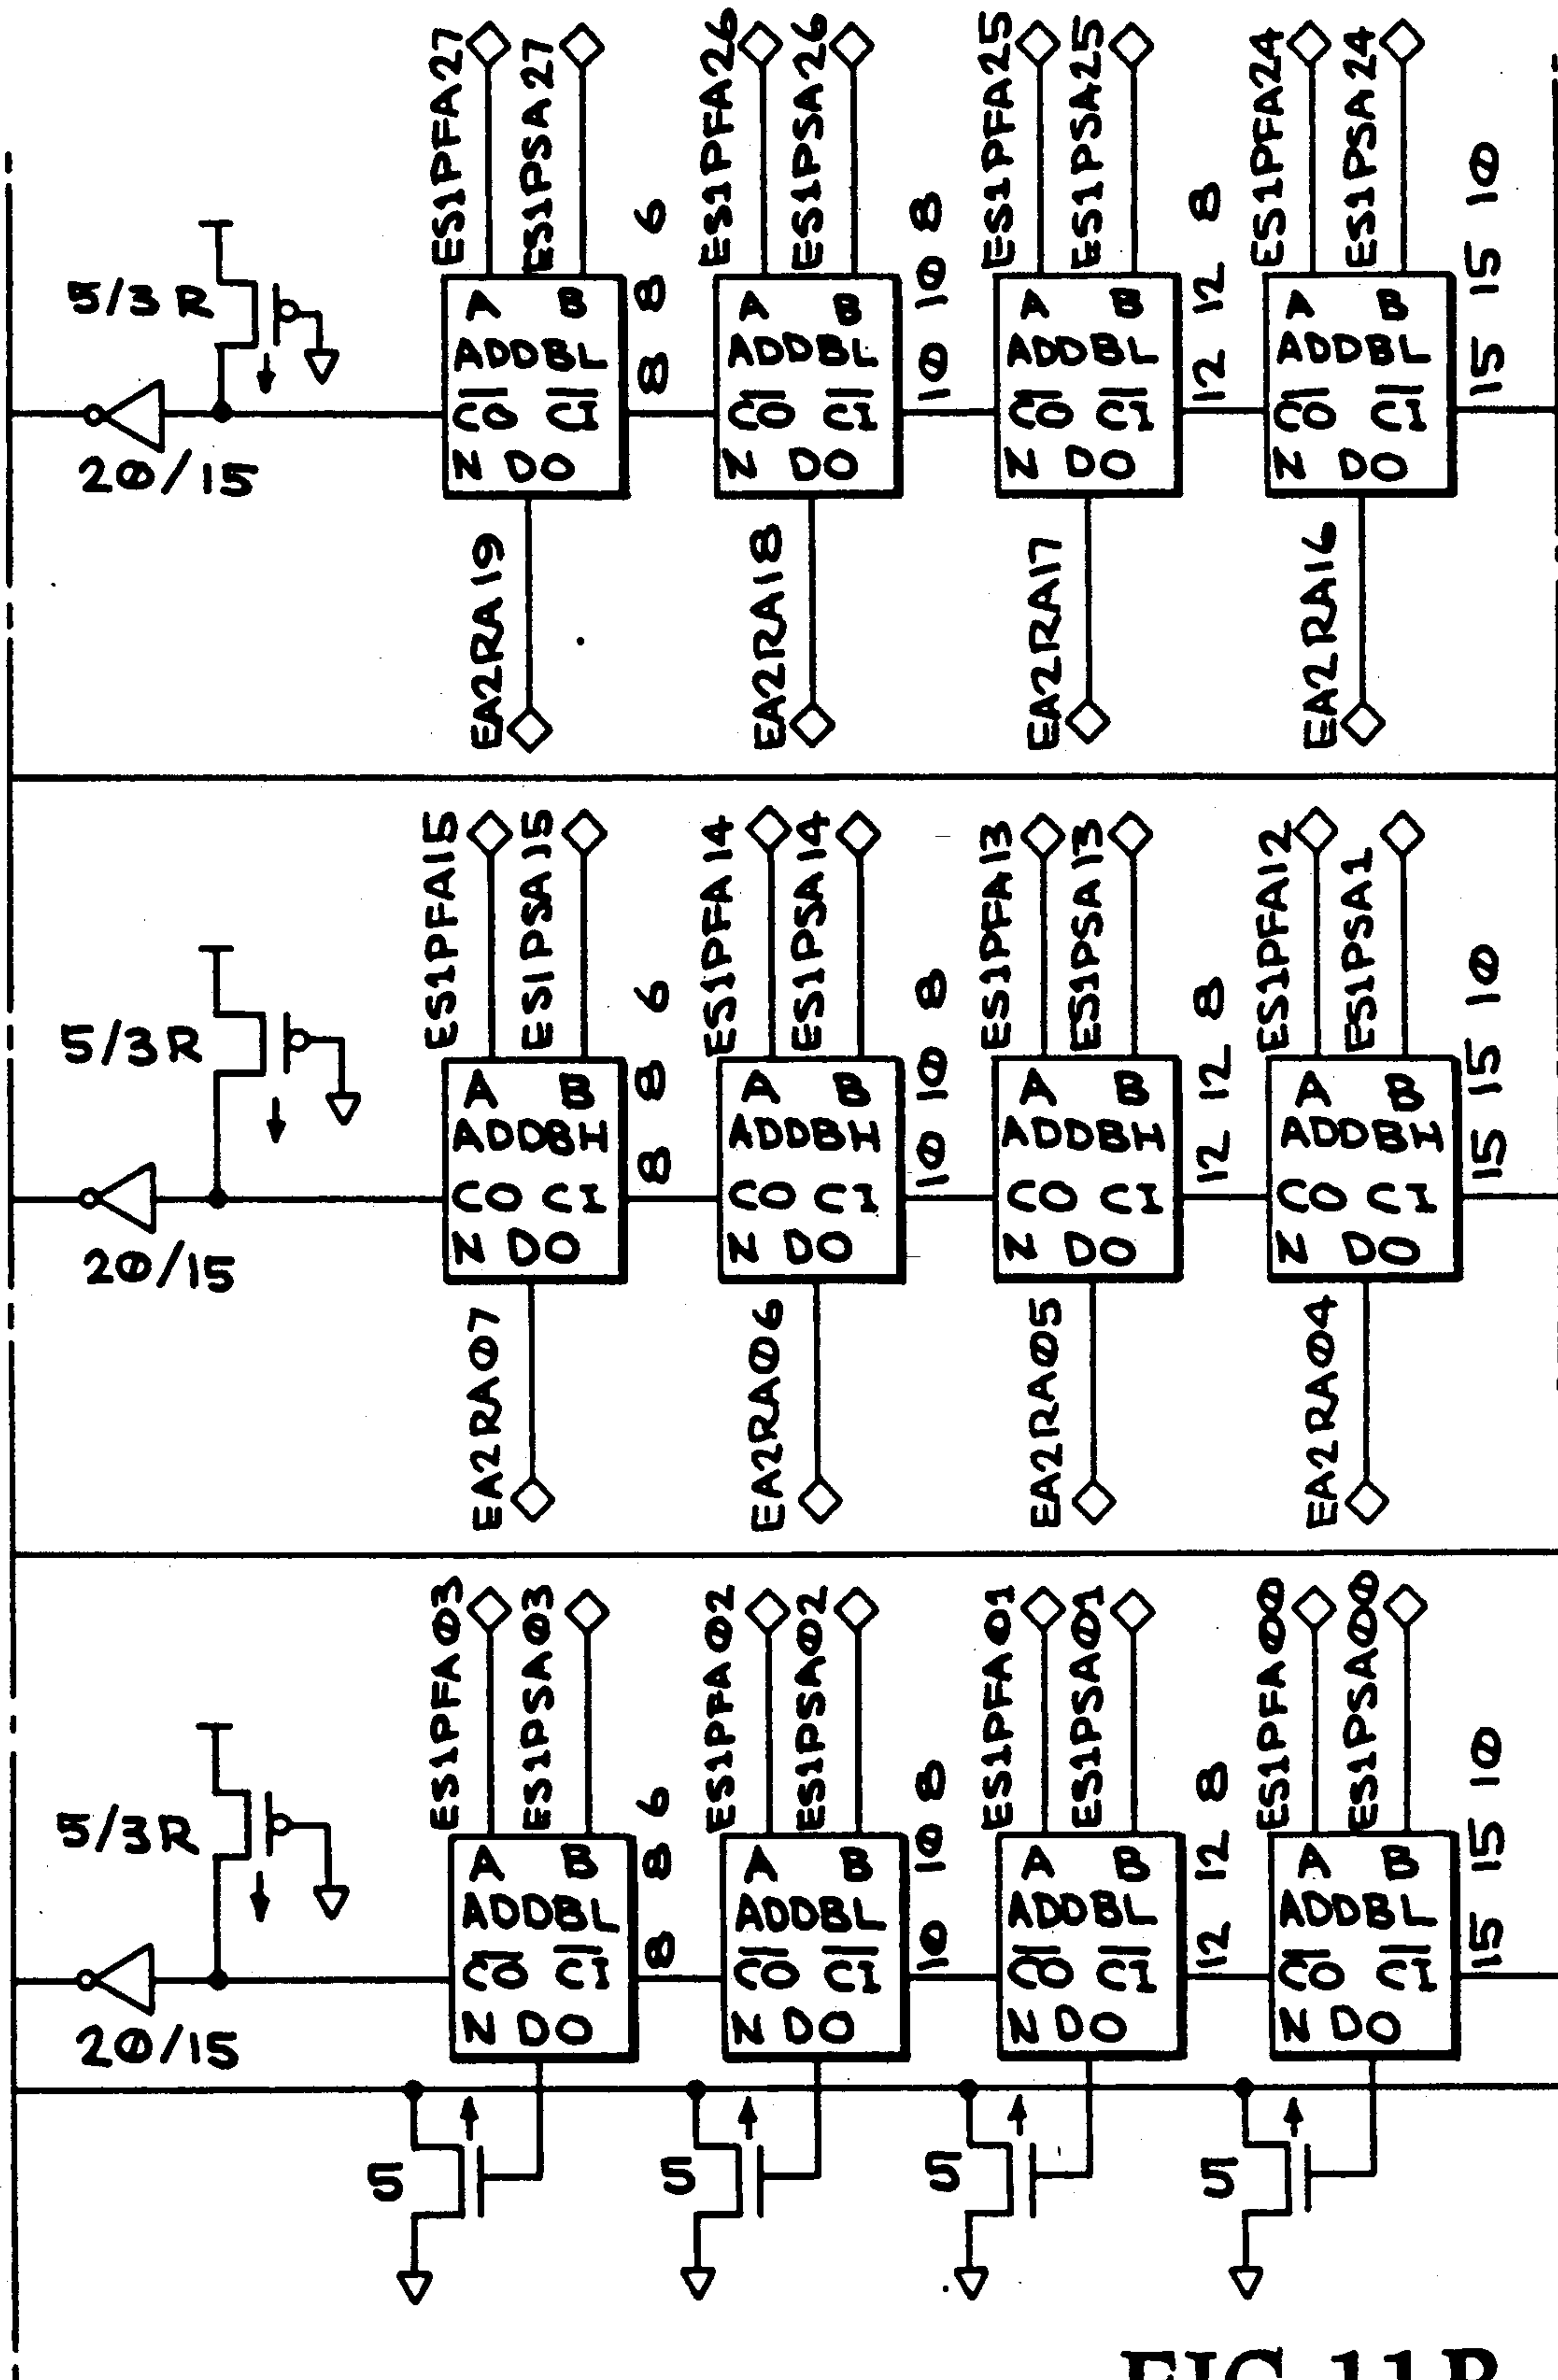 ES1PFA27
ES1PSA27
ES1PFA26
ES1PSA26
ES1PFA25
ES1PSA25
ES1PFA24
ES1PSA24
5/3 R
20/15
A B
ADDBL
CO CI
N DO
8 8 6
A B
ADDBL
CO CI
N DO
10 10 8
A B
ADDBL
CO CI
N DO
12 12 8
A B
ADDBL
CO CI
N DO
15 15 10
EA2RA19
EA2RA18
EA2RA17
EA2RA16
ES1PFA15
ES1PSA15
ES1PFA14
ES1PSA14
ES1PFA13
ES1PSA13
ES1PFA12
ES1PSA1
5/3 R
20/15
A B
ADDBH
CO CI
N DO
8 8 6
A B
ADDBH
CO CI
N DO
10 10 8
A B
ADDBH
CO CI
N DO
12 12 8
A B
ADDBH
CO CI
N DO
15 15 10
EA2RA07
EA2RA06
EA2RA05
EA2RA04
ES1PFA03
ES1PSA03
ES1PFA02
ES1PSA02
ES1PFA01
ES1PSA01
ES1PFA00
ES1PSA00
5/3 R
20/15
A B
ADDBL
CO CI
N DO
8 8 6
A B
ADDBL
CO CI
N DO
10 10 8
A B
ADDBL
CO CI
N DO
12 12 8
A B
ADDBL
CO CI
N DO
15 15 10
5
5
5
5